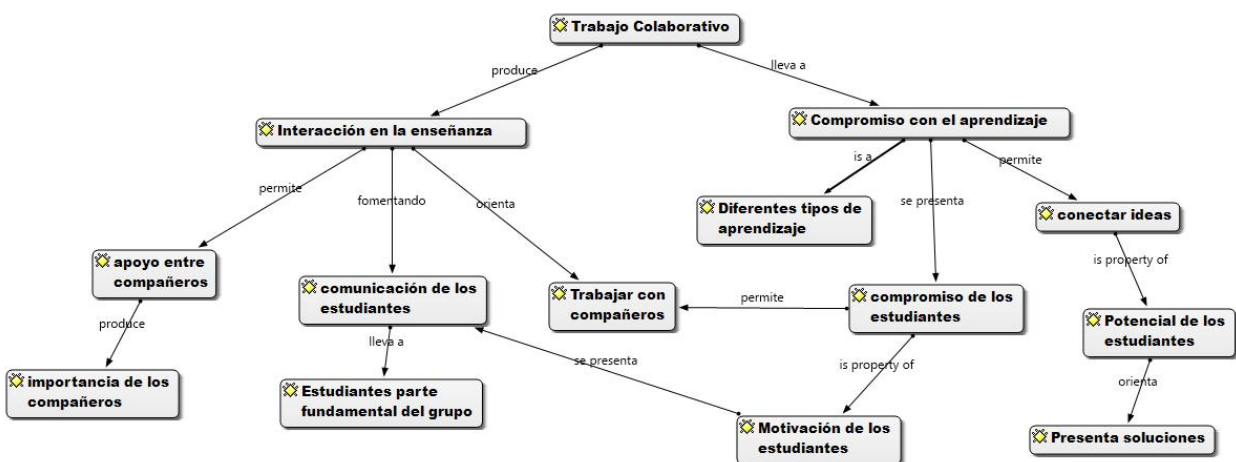 Trabajo Colaborativo
produce
lleva a
Interacción en la enseñanza
Compromiso con el aprendizaje
permite
fomentando
orienta
is a
se presenta
permite
Diferentes tipos de
aprendizaje
conectar ideas
apoyo entre
compañeros
is property of
comunicación de los
estudiantes
Trabajar con
compañeros
permite
compromiso de los
estudiantes
Potencial de los
estudiantes
produce
lleva a
se presenta
is property of
orienta
importancia de los
compañeros
Estudiantes parte
fundamental del grupo
Motivación de los
estudiantes
Presenta soluciones